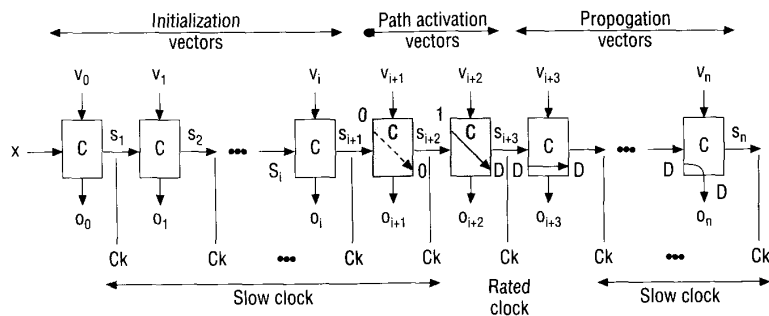 Initialization vectors
Path activation vectors
Propogation vectors
v0 v1 vi vi+1 vi+2 vi+3 vn
0 1
x C s1 C s2 ••• Si C si+1 C si+2 C si+3 C ••• C sn
0 D D D D D
o0 o1 oi oi+1 oi+2 oi+3 on
Ck Ck ••• Ck Ck Ck Ck ••• Ck
Slow clock
Rated clock
Slow clock